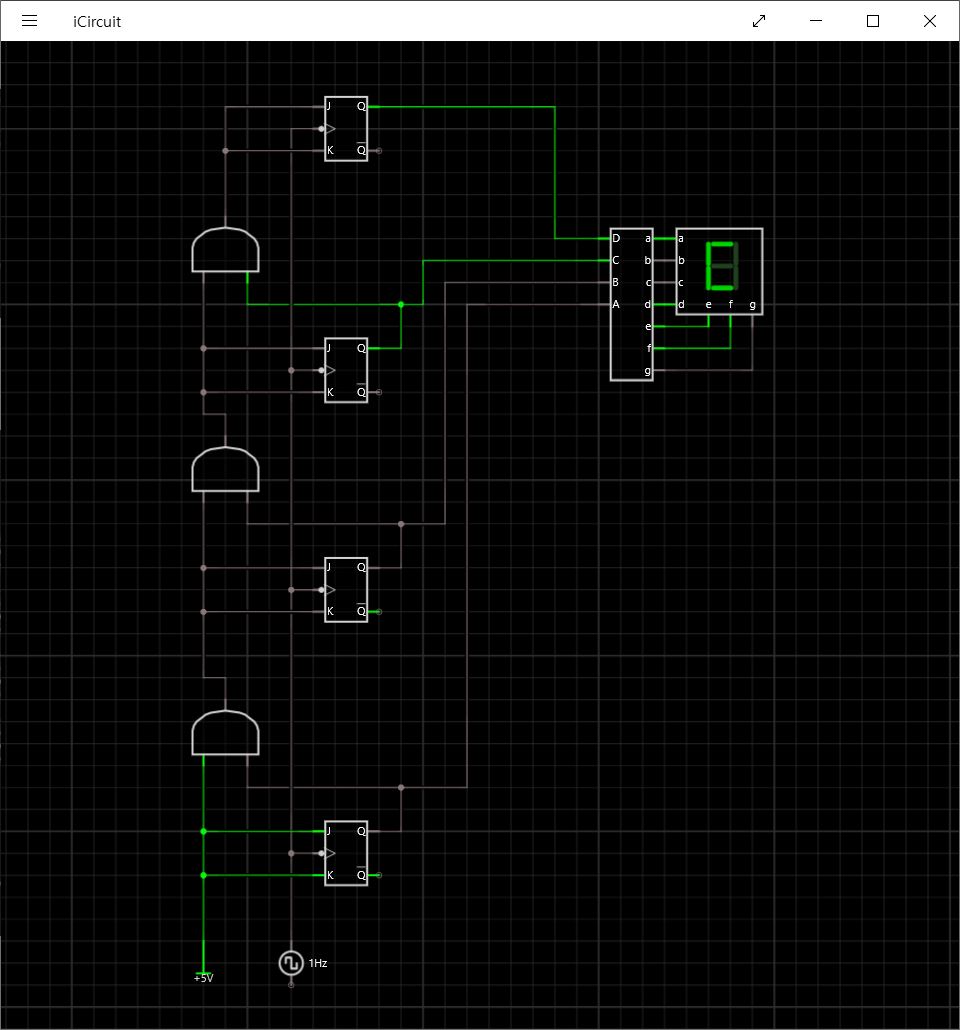 iCircuit
J Q
K Q
D a a
C b b
B c c
A d d e f g
e
J Q f
g
K Q
J Q
K Q
J Q
K Q
1Hz
+5V